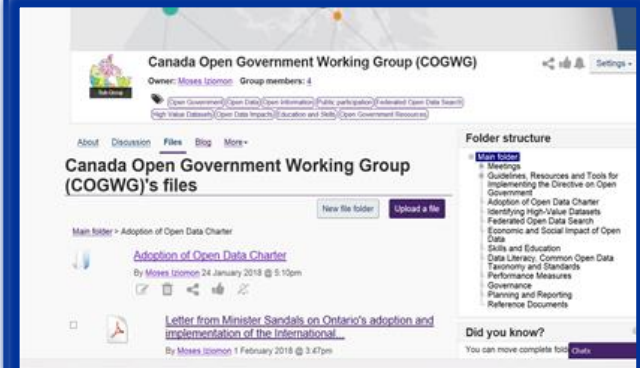 Canada Open Government Working Group (COGWG)
Settings
Owner: Moses Iziomon Group members: 4
Sub-Group
Open Government Open Data Open Information Public participation Federated Open Data Search
High Value Datasets Open Data Impacts Education and Skills Open Government Resources
About Discussion Files Blog More
Canada Open Government Working Group
(COGWG)'s files
New file folder Upload a file
Main folder > Adoption of Open Data Charter
Adoption of Open Data Charter
By Moses Iziomon 24 January 2018 @ 5:10pm
Letter from Minister Sandals on Ontario's adoption and
implementation of the International...
By Moses Iziomon 1 February 2018 @ 3:47pm
Folder structure
Main folder
Meetings
Guidelines, Resources and Tools for
Implementing the Directive on Open
Government
Adoption of Open Data Charter
Identifying High-Value Datasets
Federated Open Data Search
Economic and Social Impact of Open
Data
Skills and Education
Data Literacy, Common Open Data
Taxonomy and Standards
Performance Measures
Governance
Planning and Reporting
Reference Documents
Did you know?
You can move complete fold
Chats